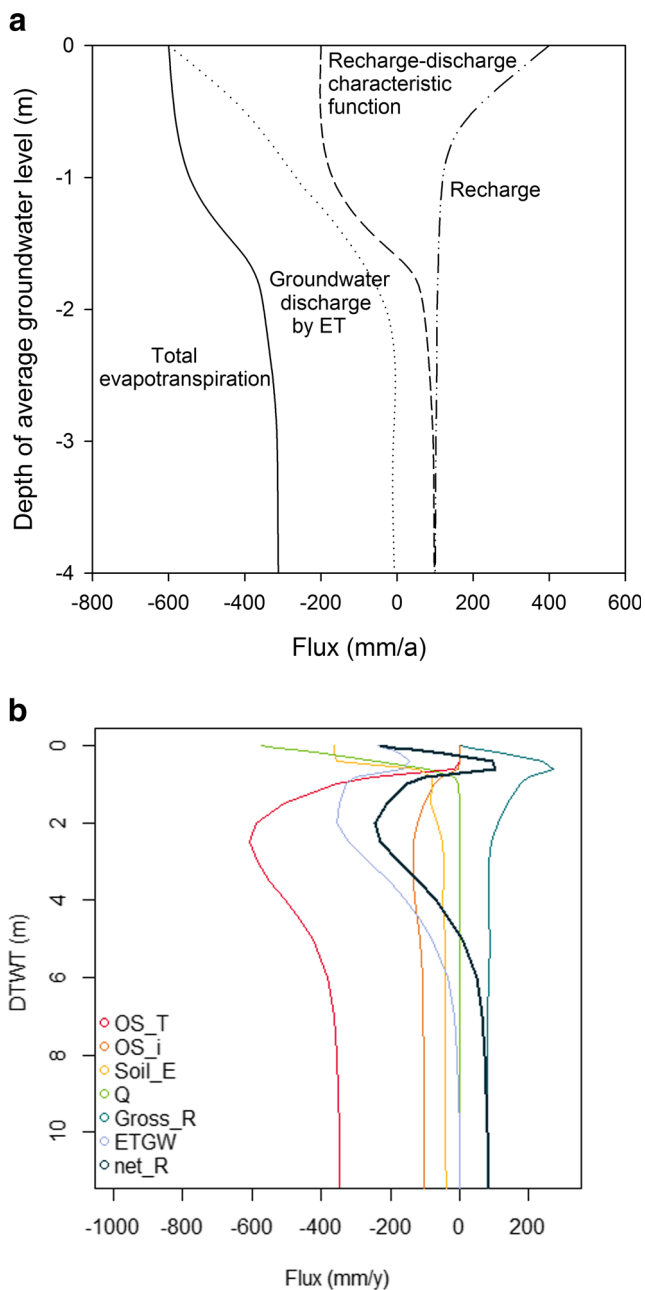 a
0
-1
-2
-3
-4
Depth of average groundwater level (m)
Recharge-discharge
characteristic
function
Recharge
Groundwater
discharge
by ET
Total
evapotranspiration
-800 -600 -400 -200 0 200 400 600
Flux (mm/a)
b
0
2
4
6
8
10
DTWT (m)
OS_T
OS_i
Soil_E
Q
Gross_R
ETGW
net_R
-1000 -800 -600 -400 -200 0 200
Flux (mm/y)